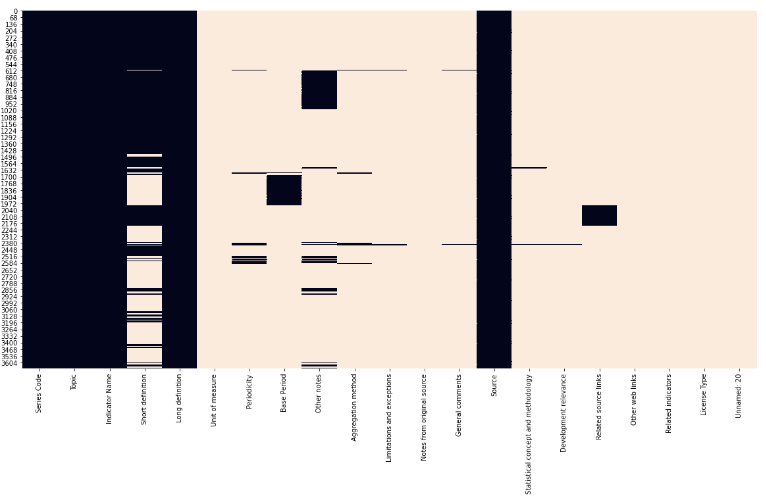 0
68
136
204
272
340
408
476
544
612
680
748
816
884
952
1020
1088
1156
1224
1292
1360
1428
1496
1564
1632
1700
1768
1836
1904
1972
2040
2108
2176
2244
2312
2380
2448
2516
2584
2652
2720
2788
2856
2924
2992
3060
3128
3196
3264
3332
3400
3468
3536
3604
Series Code
Topic
Indicator Name
Short definition
Long definition
Unit of measure
Periodicity
Base Period
Other notes
Aggregation method
Limitations and exceptions
Notes from original source
General comments
Source
Statistical concept and methodology
Development relevance
Related source links
Other web links
Related indicators
License Type
Unnamed: 20